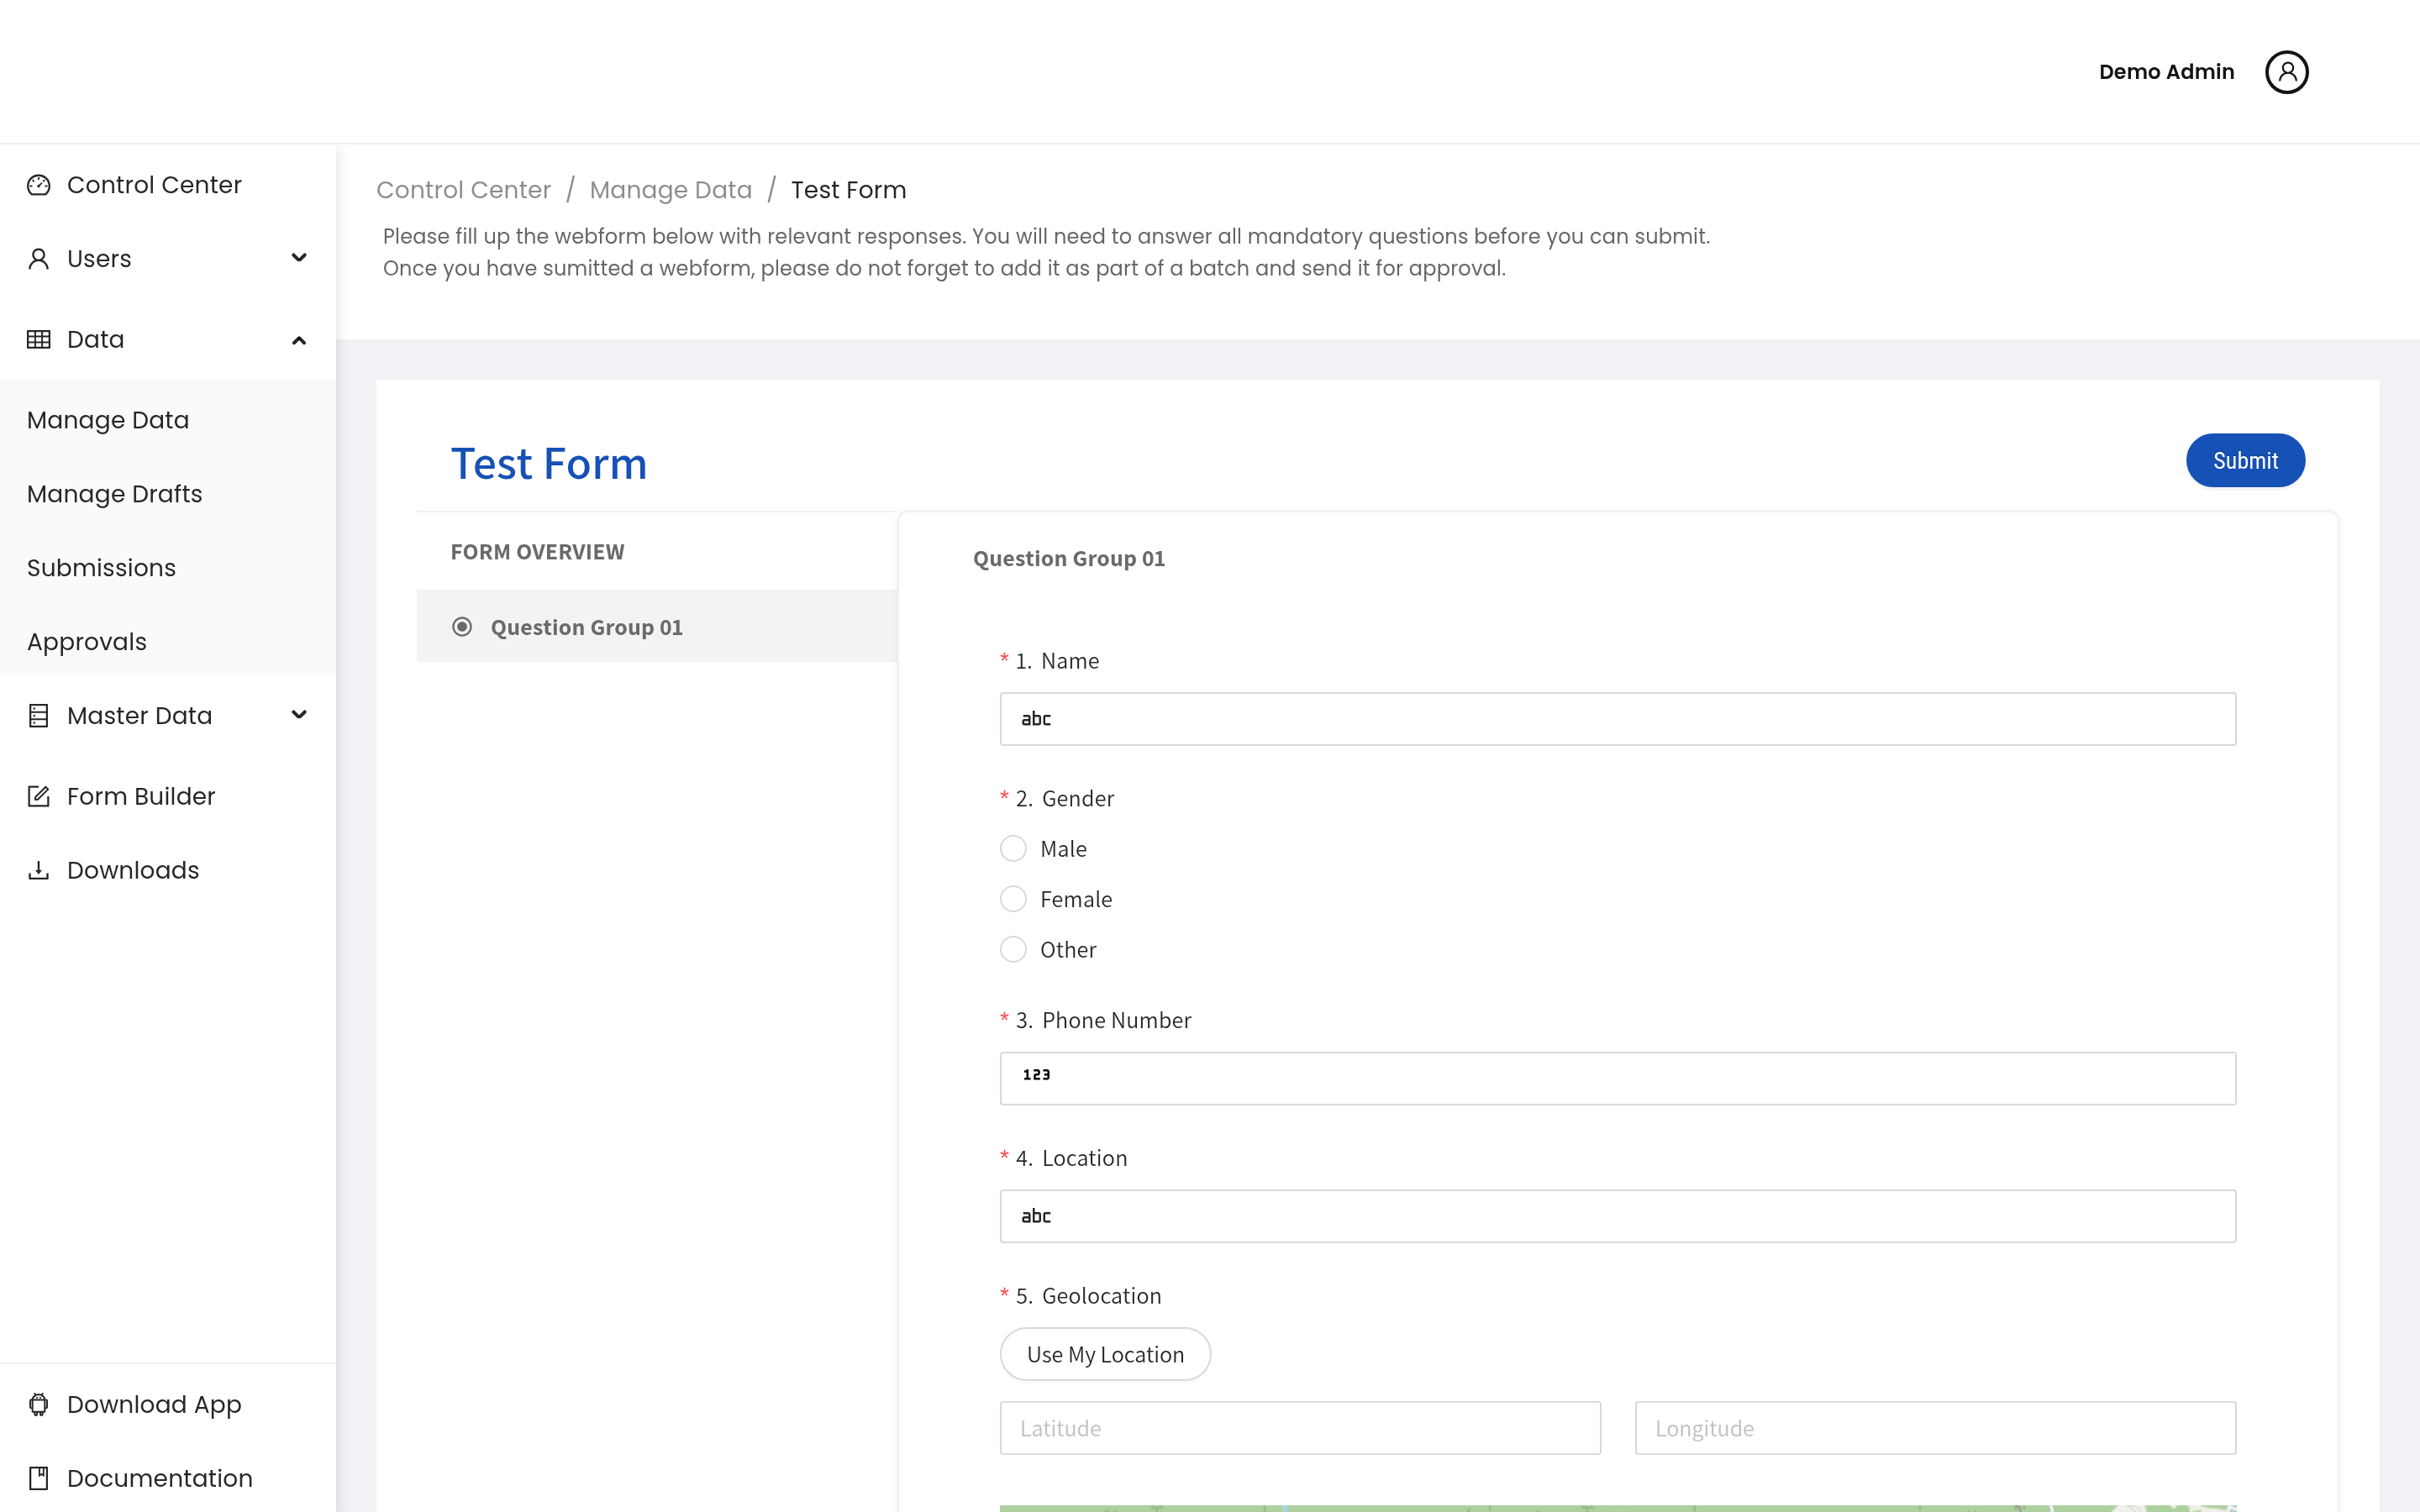 Demo Admin
Control Center
Users
Data
Manage Data
Manage Drafts
Submissions
Approvals
Master Data
Form Builder
Downloads
Download App
Documentation
Control Center / Manage Data / Test Form
Please fill up the webform below with relevant responses. You will need to answer all mandatory questions before you can submit.
Once you have sumitted a webform, please do not forget to add it as part of a batch and send it for approval.
Test Form
Submit
FORM OVERVIEW
Question Group 01
Question Group 01
* 1. Name
abc
* 2. Gender
Male
Female
Other
* 3. Phone Number
123
* 4. Location
abc
* 5. Geolocation
Use My Location
Latitude
Longitude